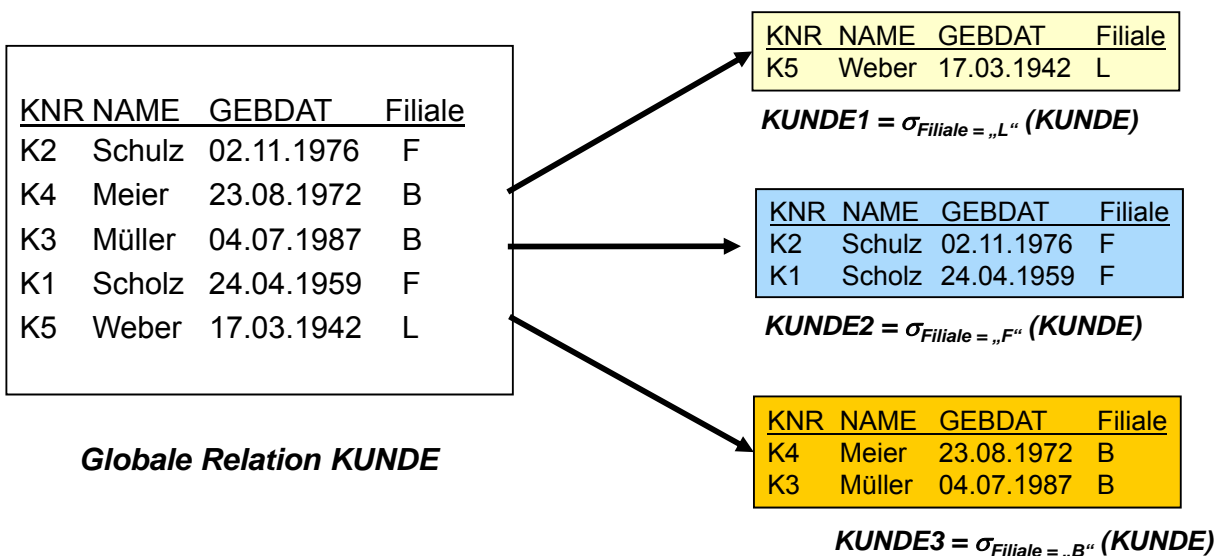 KNR NAME GEBDAT Filiale
K2 Schulz 02.11.1976 F
K4 Meier 23.08.1972 B
K3 Müller 04.07.1987 B
K1 Scholz 24.04.1959 F
K5 Weber 17.03.1942 L
Globale Relation KUNDE
KNR NAME GEBDAT Filiale
K5 Weber 17.03.1942 L
KUNDE1 = σFiliale = „L“ (KUNDE)
KNR NAME GEBDAT Filiale
K2 Schulz 02.11.1976 F
K1 Scholz 24.04.1959 F
KUNDE2 = σFiliale = „F“ (KUNDE)
KNR NAME GEBDAT Filiale
K4 Meier 23.08.1972 B
K3 Müller 04.07.1987 B
KUNDE3 = σFiliale = „B“ (KUNDE)